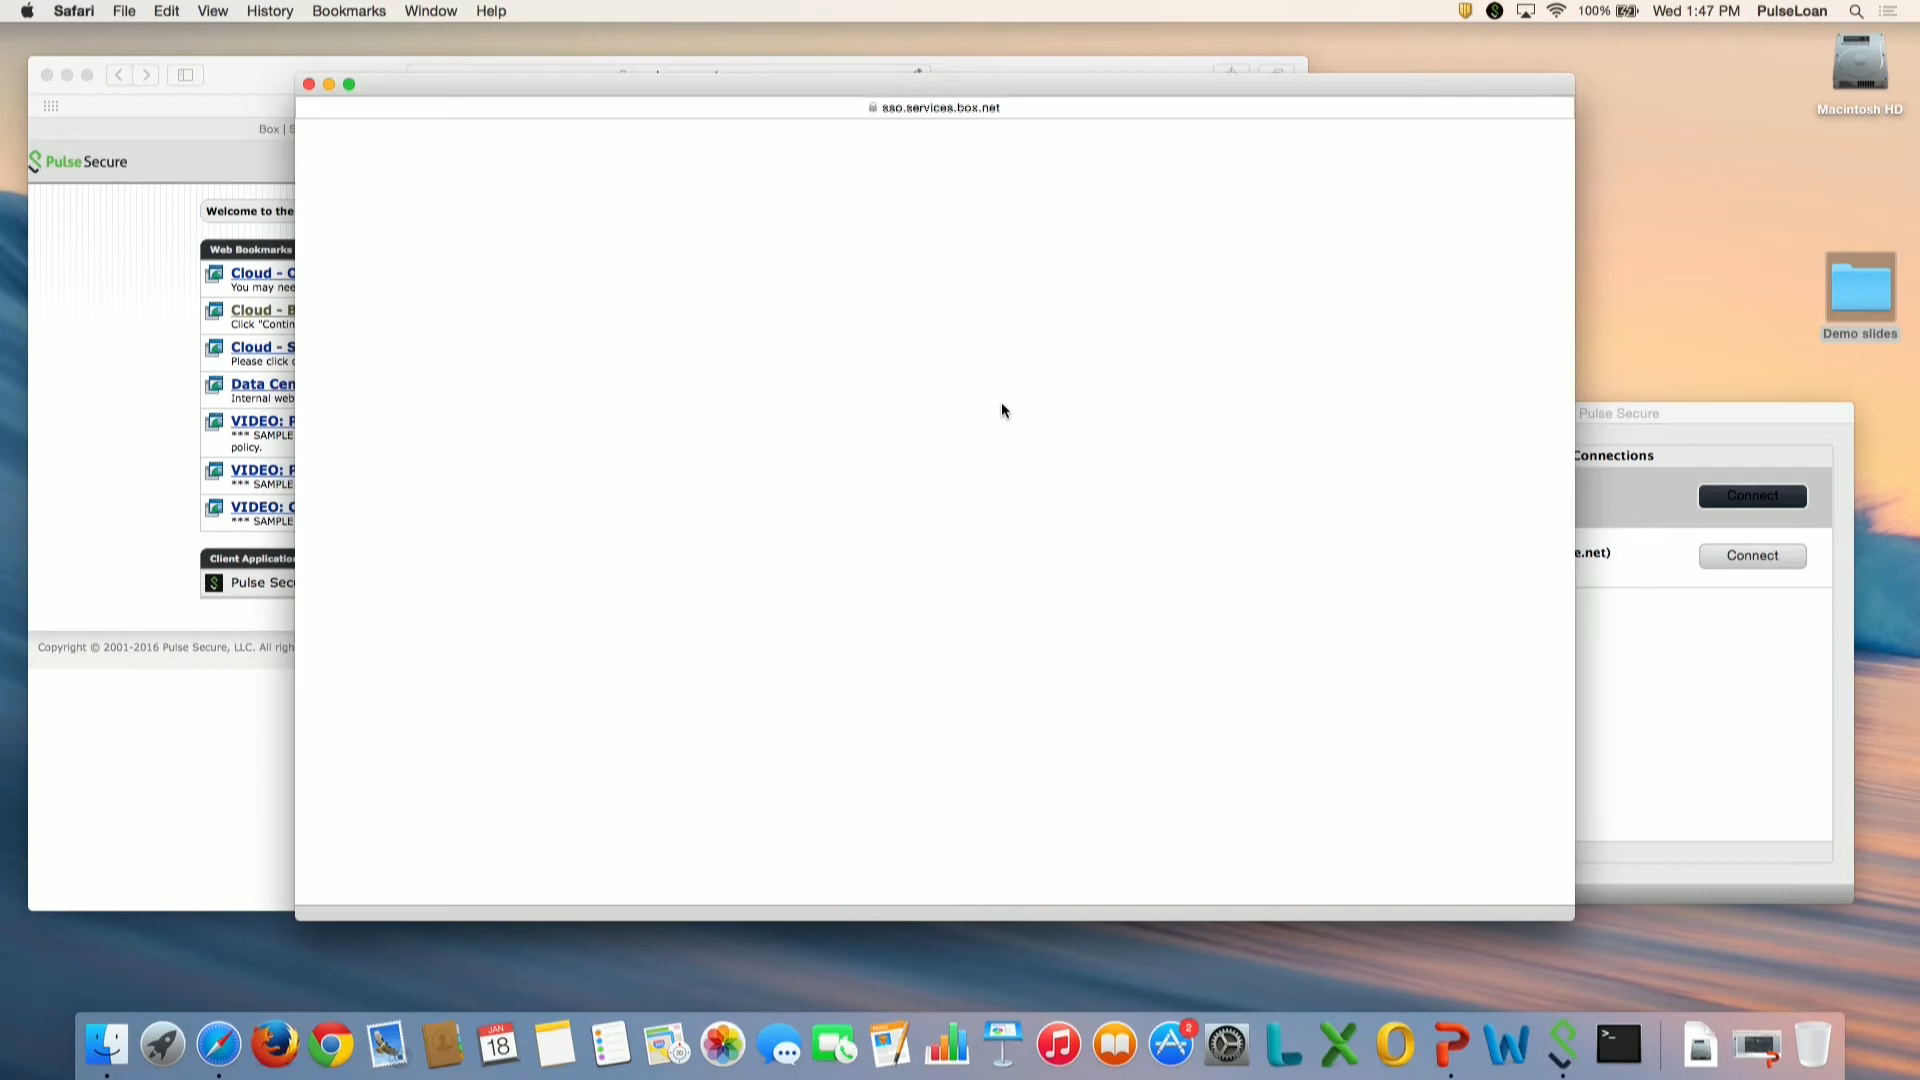 Safari File Edit View History Bookmarks Window Help
100% Wed 1:47 PM PulseLoan
Macintosh HD
sso.services.box.net
Box | S
Pulse Secure
Welcome to the
Web Bookmarks
Cloud - C
You may nee
Cloud - B
Click "Contin
Cloud - S
Please click
Data Cen
Internal web
VIDEO: P
*** SAMPLE
policy.
VIDEO: P
*** SAMPLE
VIDEO: C
*** SAMPLE
Client Applicatio
Pulse Sec
Copyright © 2001-2016 Pulse Secure, LLC. All righ
Demo slides
Pulse Secure
Connections
Connect
e.net)
Connect
JAN
18
2